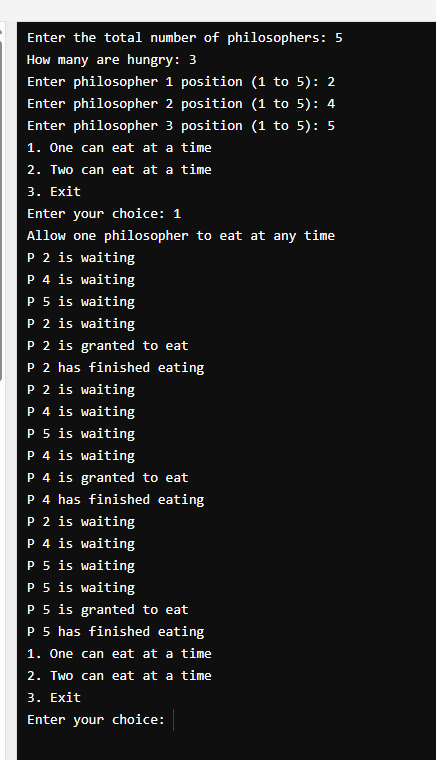 Enter the total number of philosophers: 5
How many are hungry: 3
Enter philosopher 1 position (1 to 5): 2
Enter philosopher 2 position (1 to 5): 4
Enter philosopher 3 position (1 to 5): 5
1. One can eat at a time
2. Two can eat at a time
3. Exit
Enter your choice: 1
Allow one philosopher to eat at any time
P 2 is waiting
P 4 is waiting
P 5 is waiting
P 2 is waiting
P 2 is granted to eat
P 2 has finished eating
P 2 is waiting
P 4 is waiting
P 5 is waiting
P 4 is waiting
P 4 is granted to eat
P 4 has finished eating
P 2 is waiting
P 4 is waiting
P 5 is waiting
P 5 is waiting
P 5 is granted to eat
P 5 has finished eating
1. One can eat at a time
2. Two can eat at a time
3. Exit
Enter your choice: